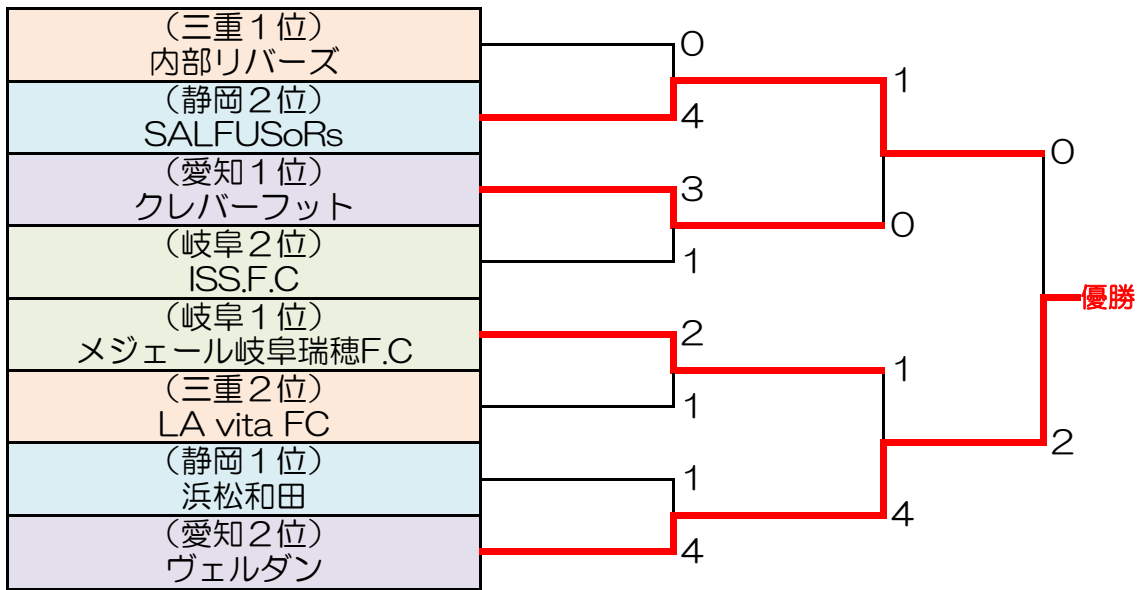 （三重１位）
内部リバーズ
（静岡２位）
SALFUSoRs
（愛知１位）
クレバーフット
（岐阜２位）
ISS.F.C
（岐阜１位）
メジェール岐阜瑞穂F.C
（三重２位）
LA vita FC
（静岡１位）
浜松和田
（愛知２位）
ヴェルダン
0
4
3
1
2
1
1
4
1
0
1
4
0
2
優勝